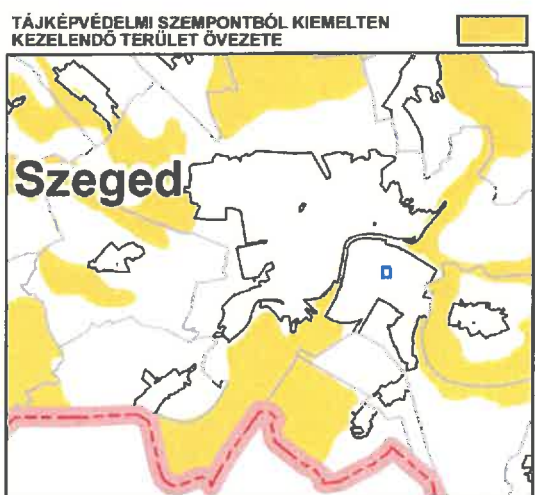 TÁJKÉPVÉDELMI SZEMPONTBÓL KIEMELTEN
KEZELENDŐ TERÜLET ÖVEZETE
Szeged